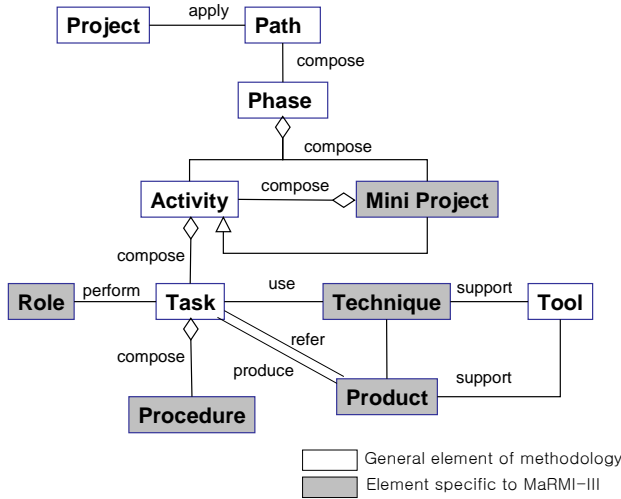 Project
apply
Path
compose
Phase
compose
Activity
compose
Mini Project
compose
Role
perform
Task
use
Technique
support
Tool
refer
compose
produce
support
Product
Procedure
General element of methodology
Element specific to MaRMI-III